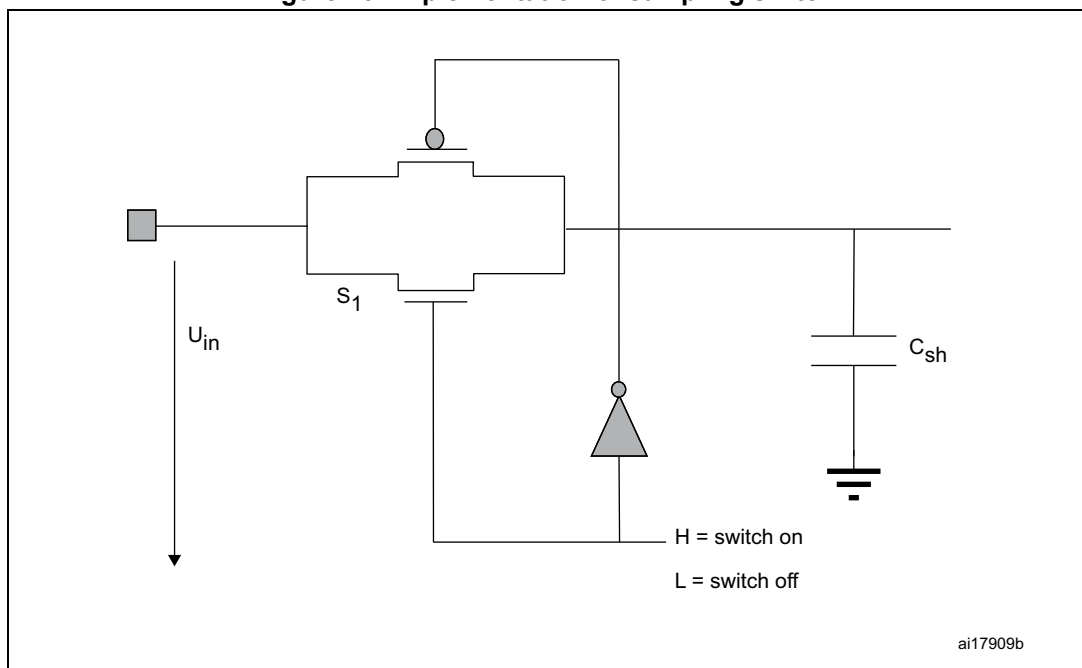 S1
Uin
Csh
H = switch on
L = switch off
ai17909b